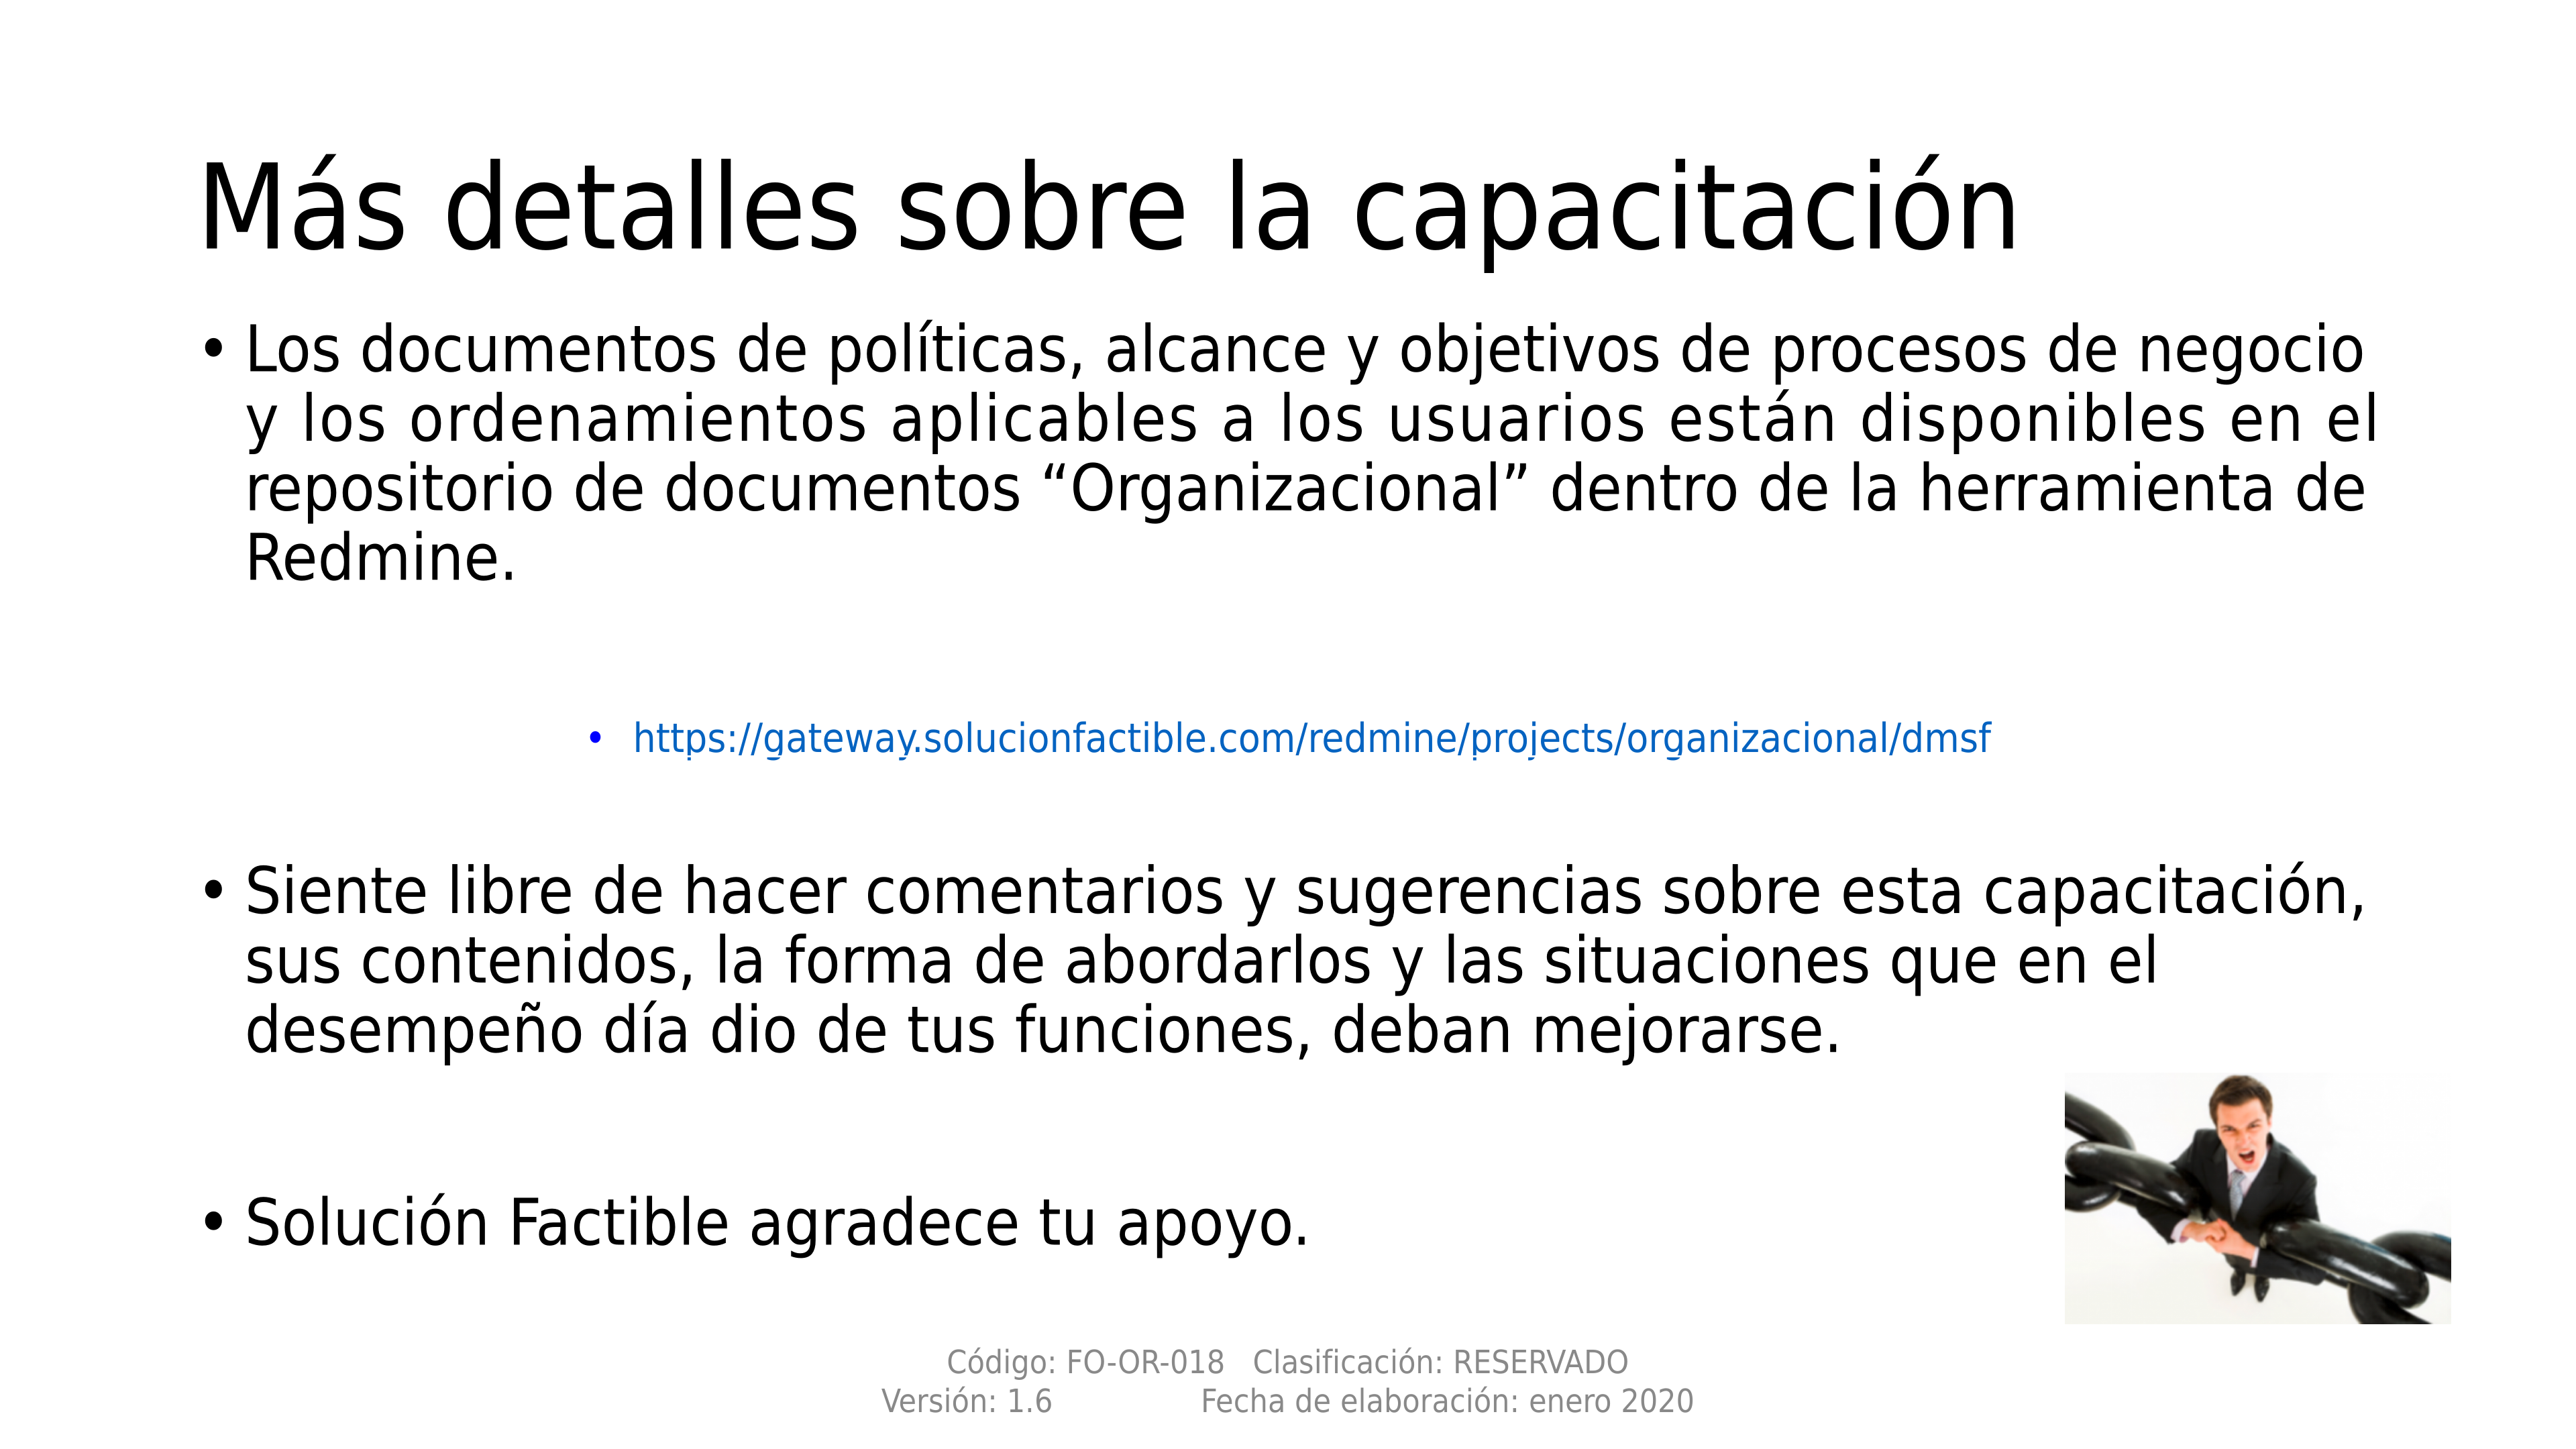 Más detalles sobre la capacitación
• Los documentos de políticas, alcance y objetivos de procesos de negocio
y los ordenamientos aplicables a los usuarios están disponibles en el
repositorio de documentos “Organizacional” dentro de la herramienta de
Redmine.
• https://gateway.solucionfactible.com/redmine/projects/organizacional/dmsf
• Siente libre de hacer comentarios y sugerencias sobre esta capacitación,
sus contenidos, la forma de abordarlos y las situaciones que en el
desempeño día dio de tus funciones, deban mejorarse.
• Solución Factible agradece tu apoyo.
Código: FO-OR-018 Clasificación: RESERVADO
Versión: 1.6 Fecha de elaboración: enero 2020